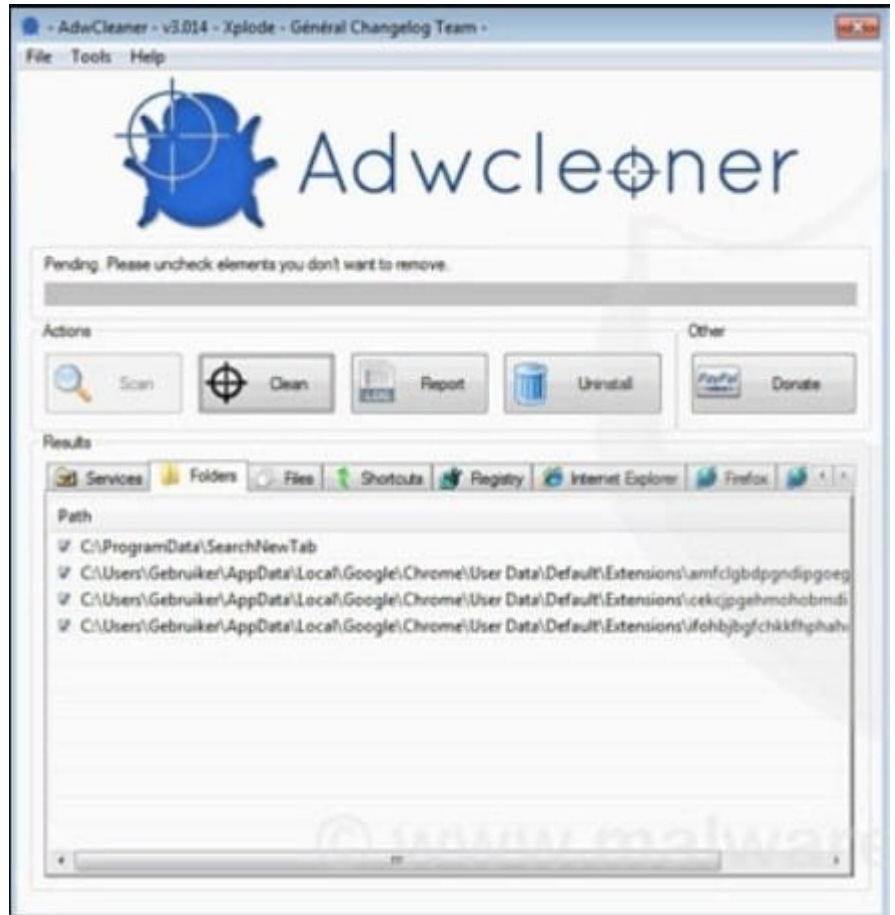 - AdwCleaner - v3.014 - Xplode - Général Changelog Team -
File Tools Help
Adwcleaner
Pending. Please uncheck elements you don't want to remove.
Actions
Other
Scan
Clean
LOG
Report
Uninstall
PayPal
Donate
Results
Services Folders Files Shortcuts Registry Internet Explorer Firefox
Path
C:\ProgramData\SearchNewTab
C:\Users\Gebruiker\AppData\Local\Google\Chrome\User Data\Default\Extensions\amfclgbdpgndipgoeg
C:\Users\Gebruiker\AppData\Local\Google\Chrome\User Data\Default\Extensions\cekcjpgehmohobmdi
C:\Users\Gebruiker\AppData\Local\Google\Chrome\User Data\Default\Extensions\ifohbjbgfchkkfhphah
© www.malware